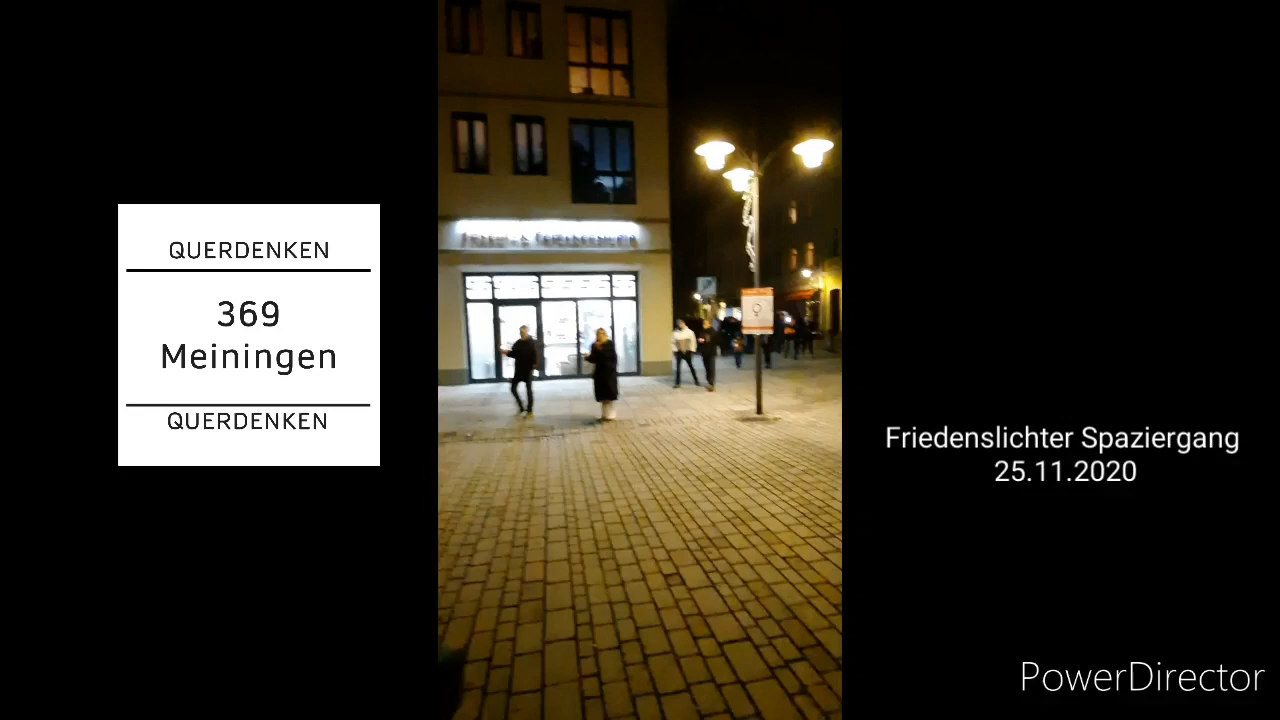 QUERDENKEN
369
Meiningen
QUERDENKEN
Friedenslichter Spaziergang
25.11.2020
PowerDirector